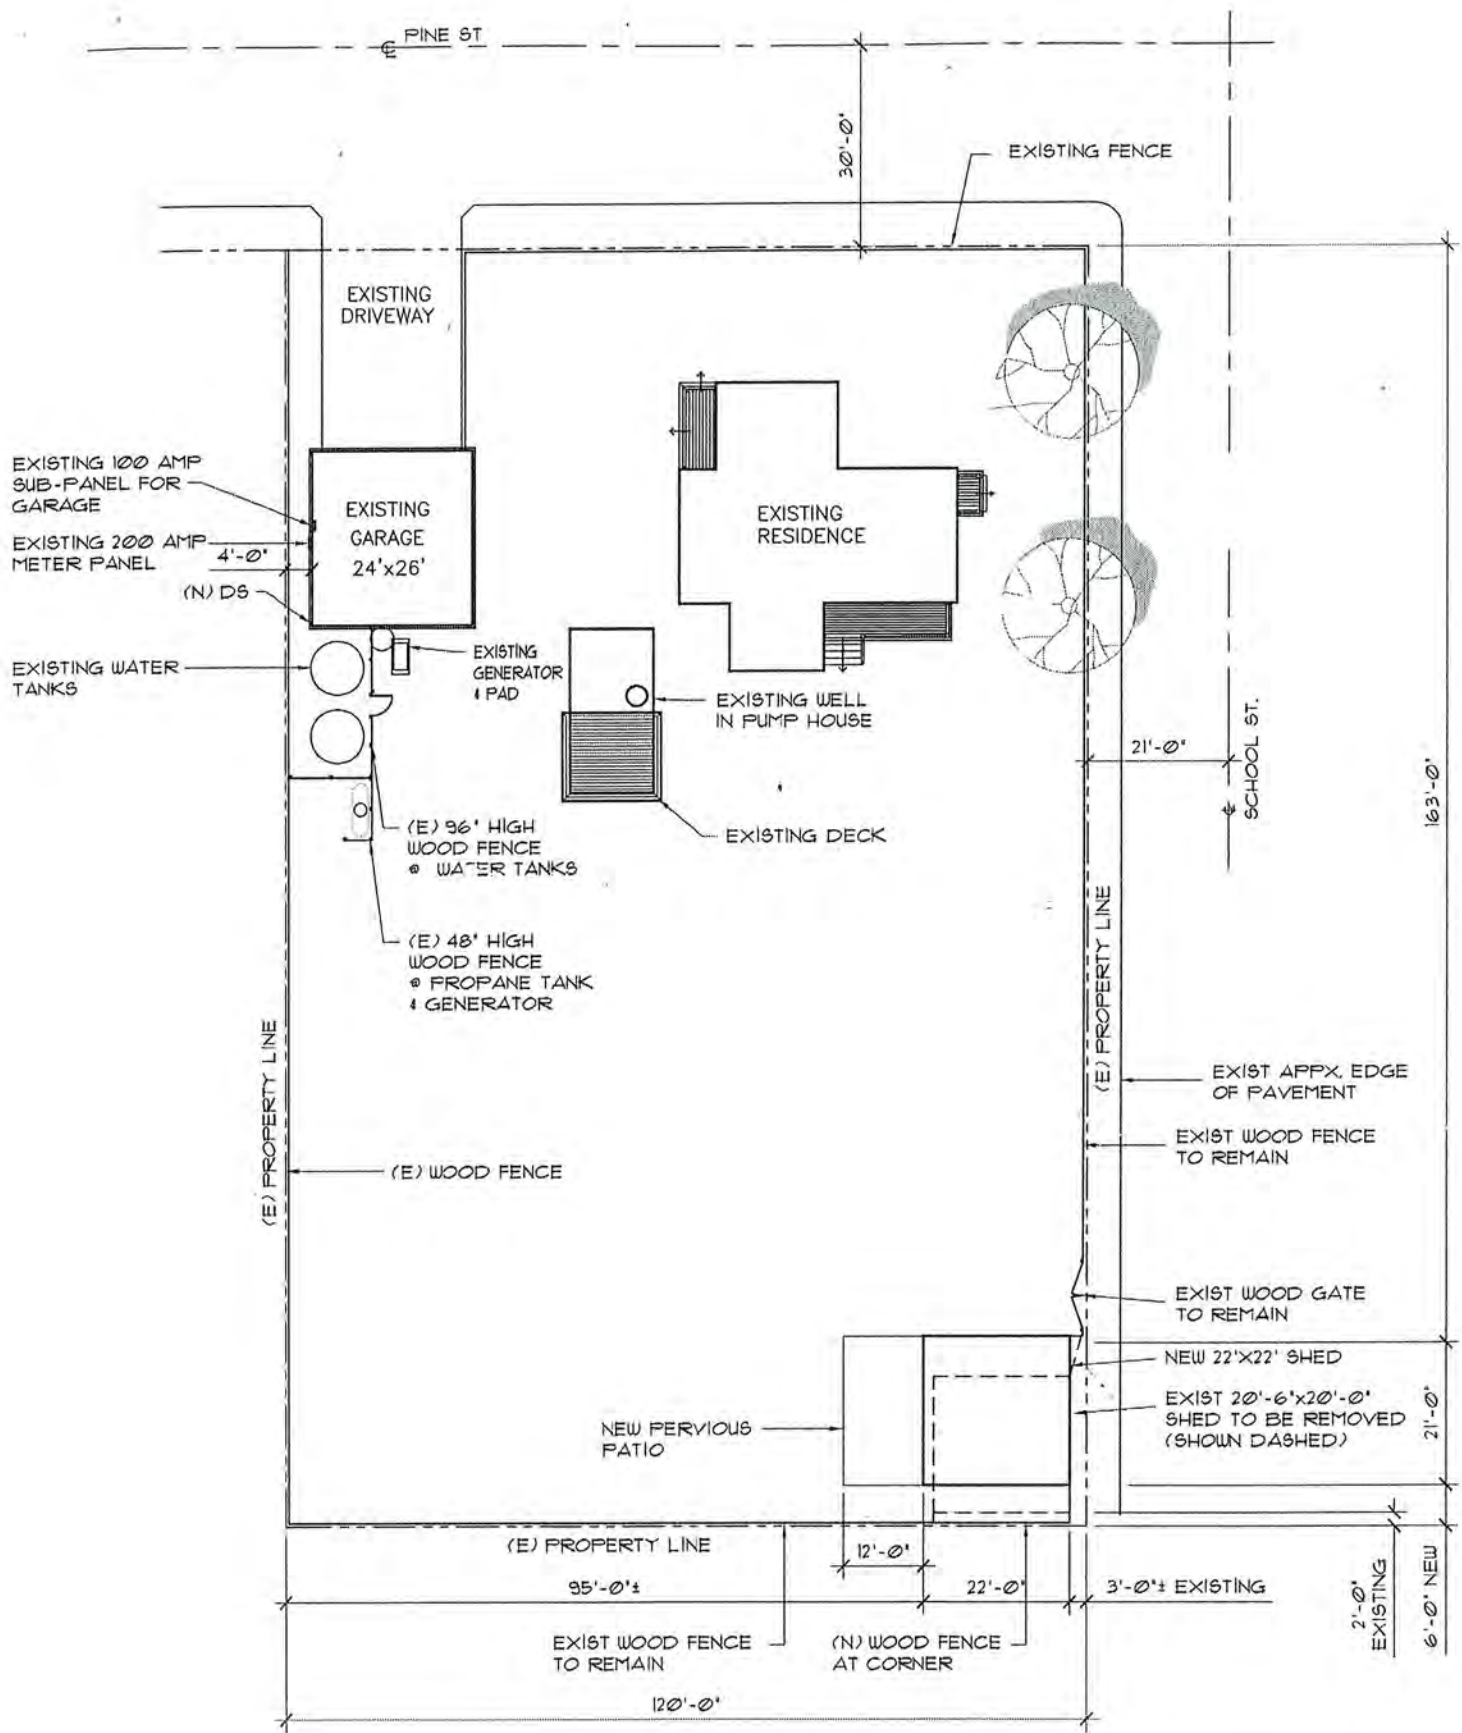 PINE ST
30'-0"
EXISTING FENCE
EXISTING
DRIVEWAY
EXISTING 100 AMP
SUB-PANEL FOR
GARAGE
EXISTING 200 AMP
METER PANEL
4'-0"
(N) DS
EXISTING
GARAGE
24'x26'
EXISTING
RESIDENCE
EXISTING WATER
TANKS
EXISTING
GENERATOR
& PAD
EXISTING WELL
IN PUMP HOUSE
21'-0"
SCHOOL ST.
163'-0"
EXISTING DECK
(E) 96" HIGH
WOOD FENCE
@ WATER TANKS
(E) 48" HIGH
WOOD FENCE
@ PROPANE TANK
& GENERATOR
(E) PROPERTY LINE
(E) PROPERTY LINE
EXIST APPX. EDGE
OF PAVEMENT
EXIST WOOD FENCE
TO REMAIN
(E) WOOD FENCE
EXIST WOOD GATE
TO REMAIN
NEW 22'X22' SHED
EXIST 20'-6"x20'-0"
SHED TO BE REMOVED
(SHOWN DASHED)
21'-0"
NEW PERVIOUS
PATIO
(E) PROPERTY LINE
12'-0"
95'-0"±
22'-0"
3'-0"± EXISTING
2'-0"
EXISTING
6'-0" NEW
EXIST WOOD FENCE
TO REMAIN
(N) WOOD FENCE
AT CORNER
120'-0"